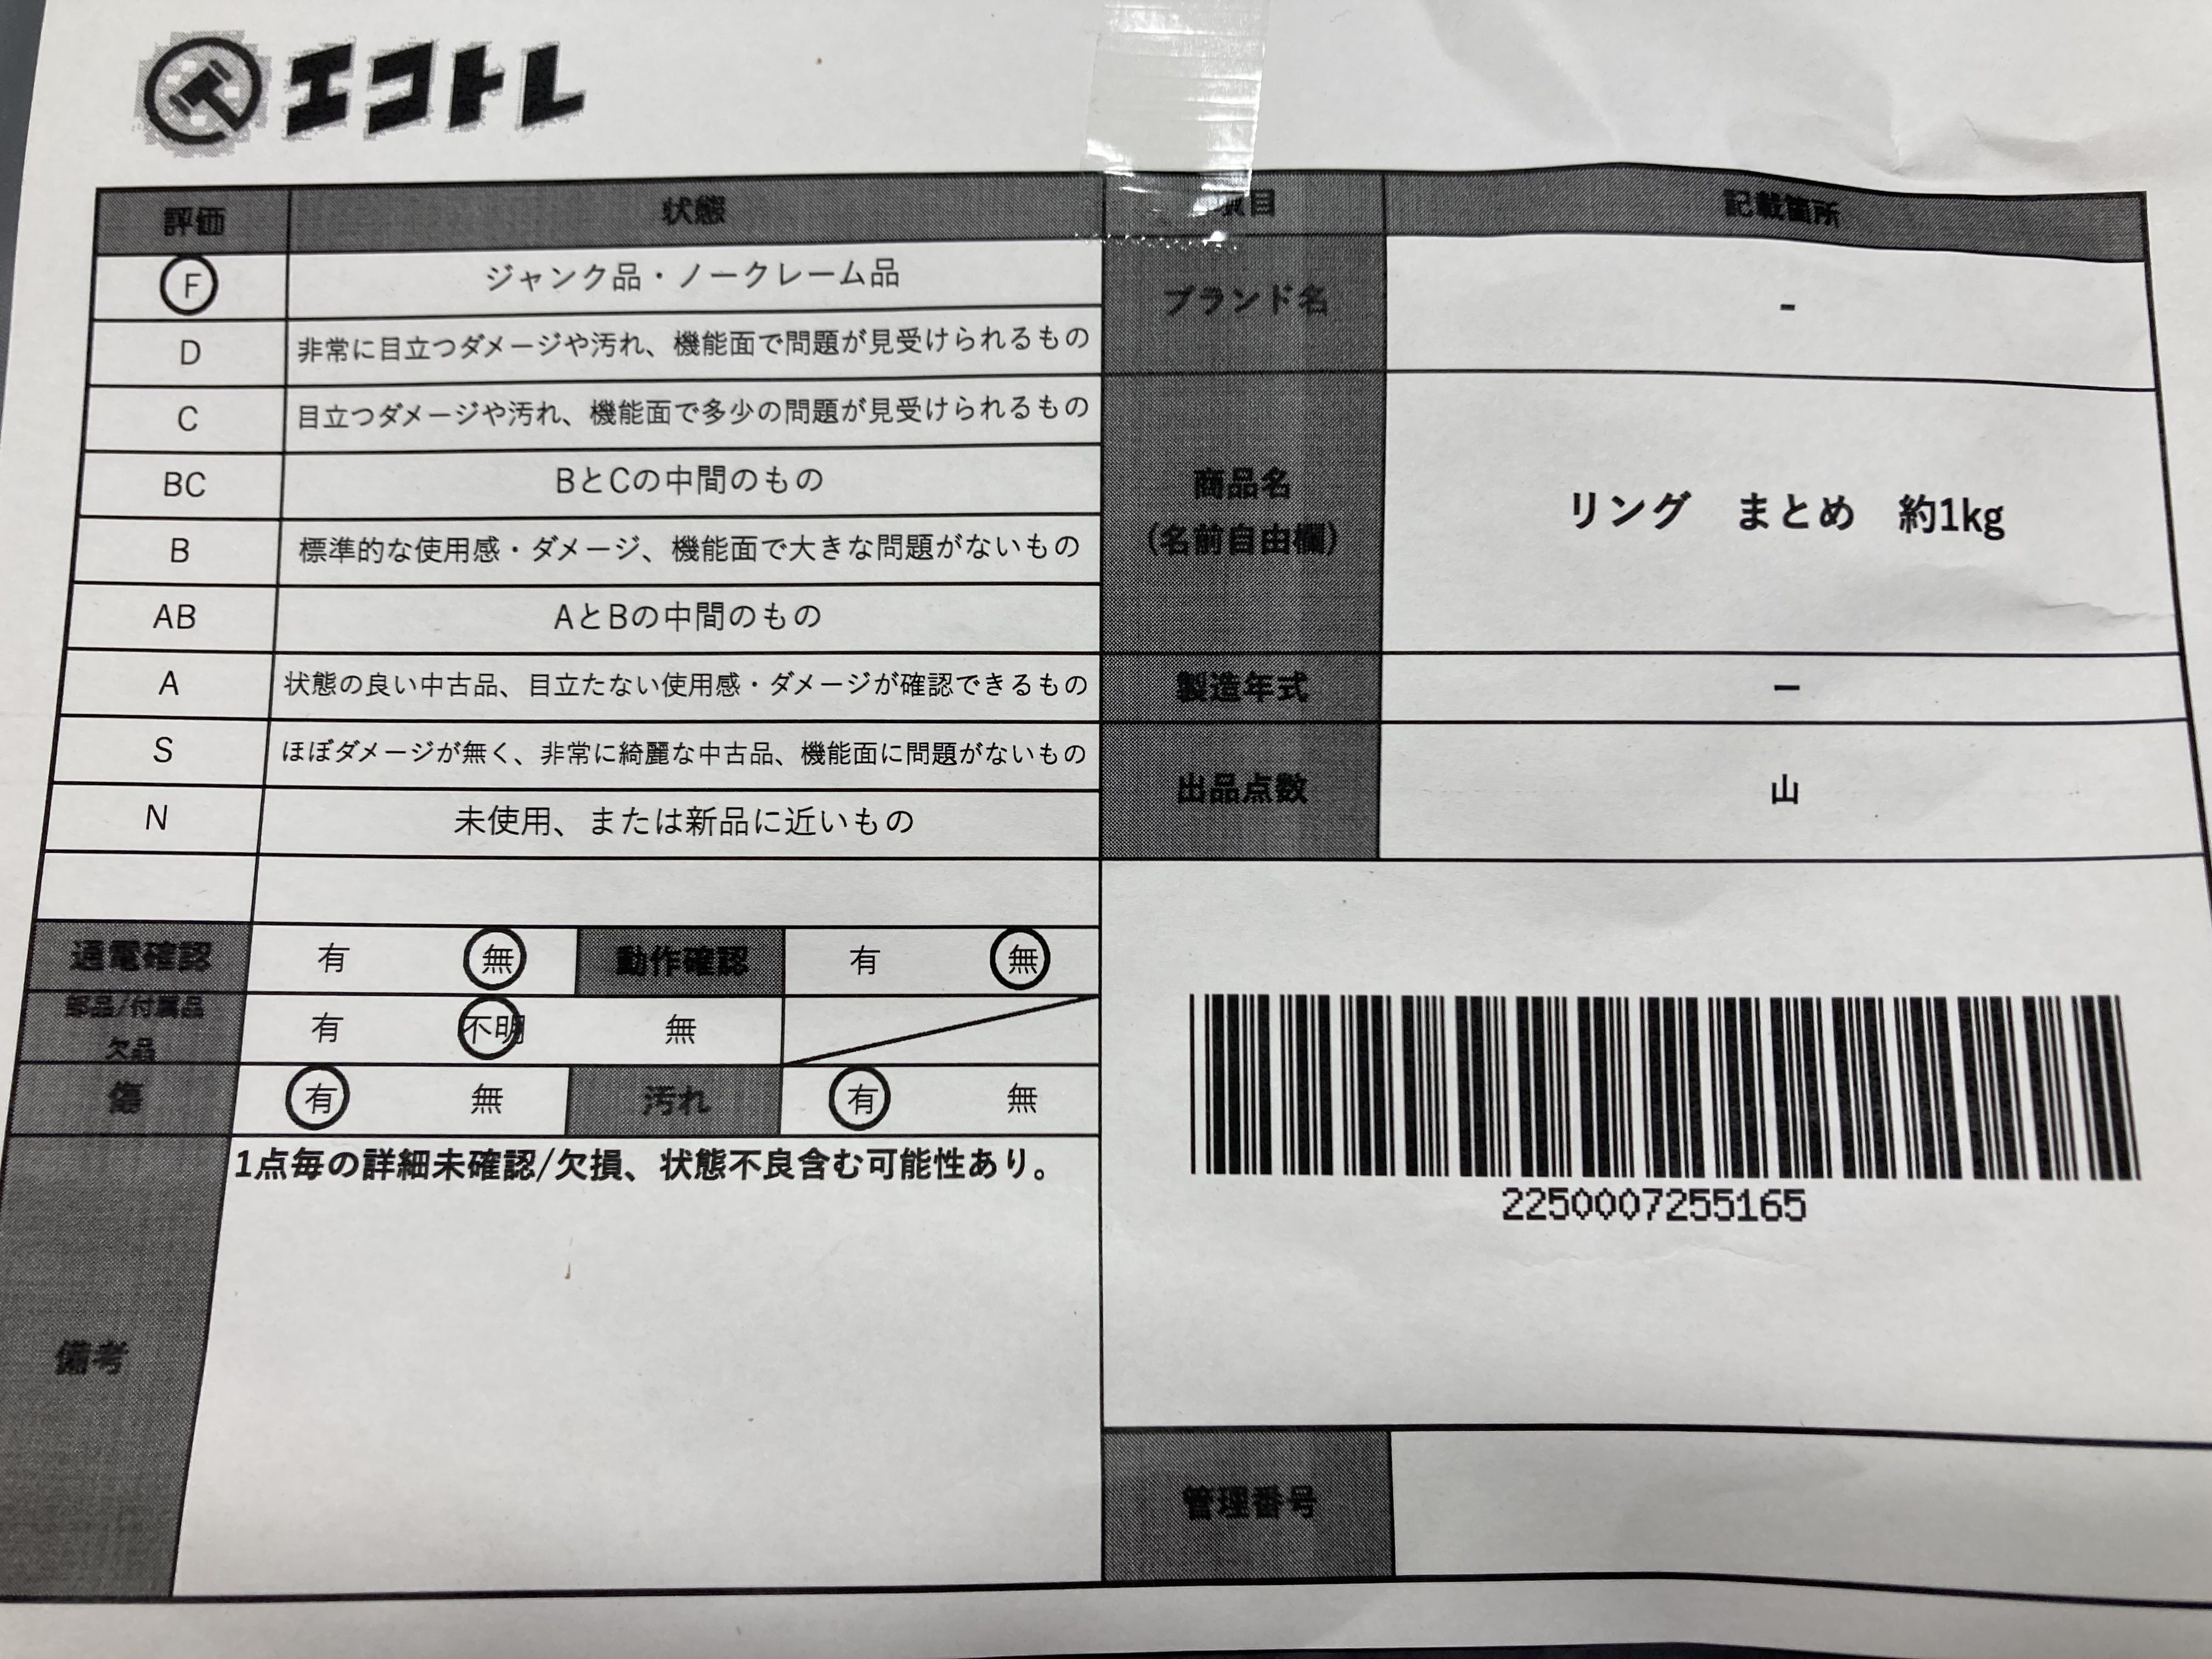 エコトレ
評価 状態
F ジャンク品・ノークレーム品
D 非常に目立つダメージや汚れ、機能面で問題が見受けられるもの
C 目立つダメージや汚れ、機能面で多少の問題が見受けられるもの
BC BとCの中間のもの
B 標準的な使用感・ダメージ、機能面で大きな問題がないもの
AB AとBの中間のもの
A 状態の良い中古品、目立たない使用感・ダメージが確認できるもの
S ほぼダメージが無く、非常に綺麗な中古品、機能面に問題がないもの
N 未使用、または新品に近いもの
通電確認 有 無 動作確認 有 無
部品/付属品
欠品 有 不明 無
傷 有 無 汚れ 有 無
備考 1点毎の詳細未確認/欠損、状態不良含む可能性あり。
項目 記載箇所
ブランド名 -
商品名
(名前自由欄) リング まとめ 約1kg
製造年式 ー
出品点数 山
2250007255165
管理番号